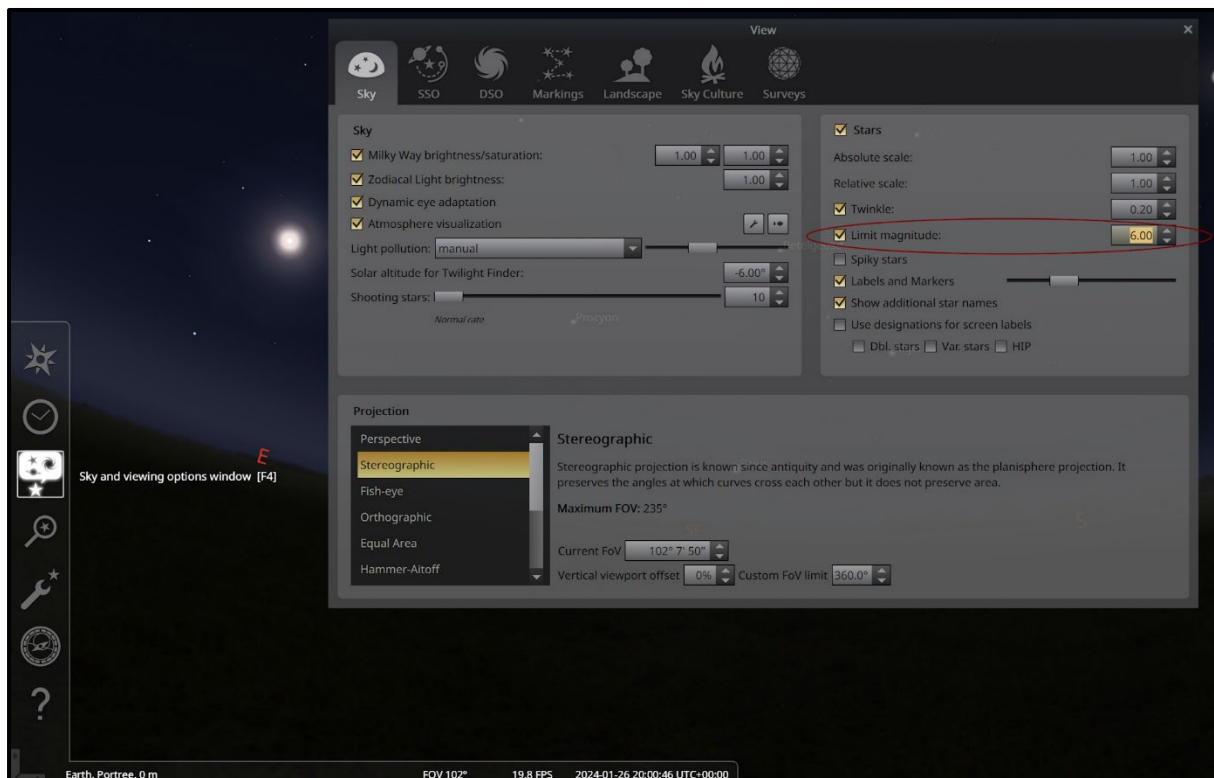 View
Sky SSO DSO Markings Landscape Sky Culture Surveys
Sky
Milky Way brightness/saturation: 1.00 1.00
Zodiacal Light brightness: 1.00
Dynamic eye adaptation
Atmosphere visualization
Light pollution: manual
Solar altitude for Twilight Finder: -6.00°
Shooting stars: 10
Normal rate
Procyon
Stars
Absolute scale: 1.00
Relative scale: 1.00
Twinkle: 0.20
Limit magnitude: 6.00
Spiky stars
Labels and Markers
Show additional star names
Use designations for screen labels
Dbl. stars Var. stars HIP
Projection
Perspective
Stereographic
Fish-eye
Orthographic
Equal Area
Hammer-Aitoff
Stereographic
Stereographic projection is known since antiquity and was originally known as the planisphere projection. It
preserves the angles at which curves cross each other but it does not preserve area.
Maximum FOV: 235°
SE
S
Current FoV 102° 7' 50"
Vertical viewport offset 0% Custom FoV limit 360.0°
E
Sky and viewing options window [F4]
?
Earth, Portree, 0 m FOV 102° 19.8 FPS 2024-01-26 20:00:46 UTC+00:00